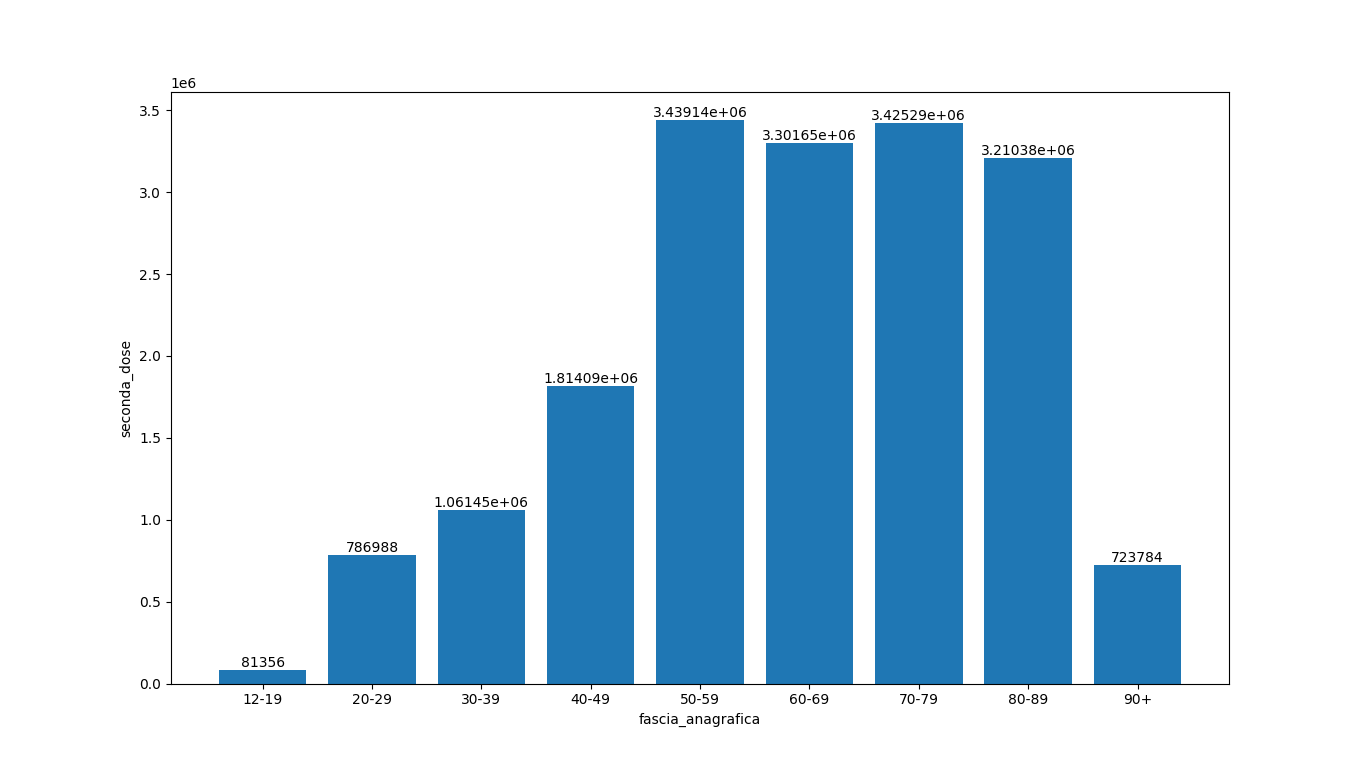 1e6
3.5
3.0
2.5
2.0
1.5
1.0
0.5
0.0
seconda_dose
81356
786988
1.06145e+06
1.81409e+06
3.43914e+06
3.30165e+06
3.42529e+06
3.21038e+06
723784
12-19 20-29 30-39 40-49 50-59 60-69 70-79 80-89 90+
fascia_anagrafica